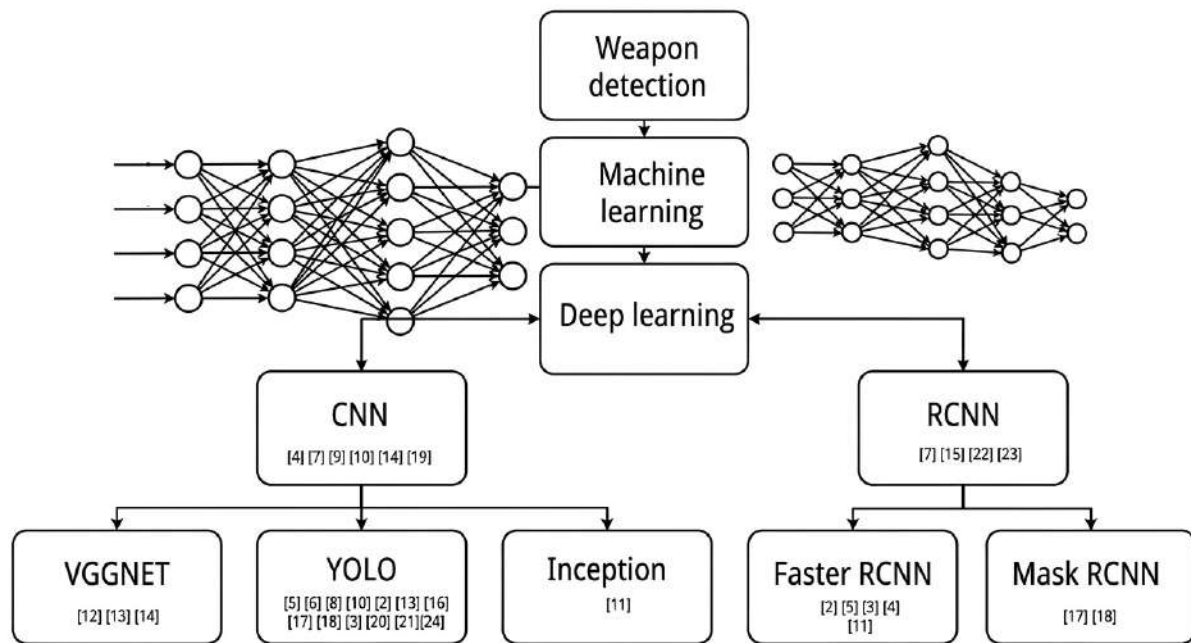 Weapon
detection
Machine
learning
Deep learning
CNN
[4] [7] [9] [10] [14] [19]
RCNN
[7] [15] [22] [23]
VGGNET
[12] [13] [14]
YOLO
[5] [6] [8] [10] [2] [13] [16]
[17] [18] [3] [20] [21][24]
Inception
[11]
Faster RCNN
[2] [5] [3] [4]
[11]
Mask RCNN
[17] [18]